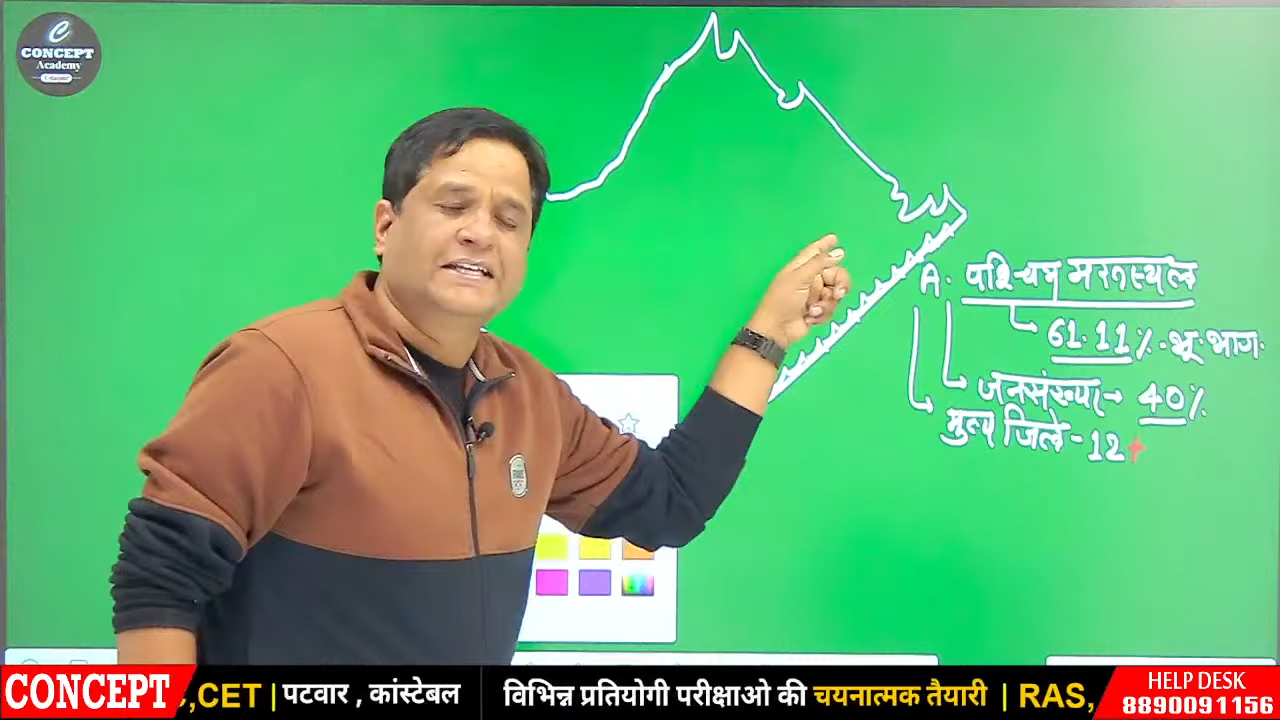 C
CONCEPT
Academy
A. पश्चिमी मरुस्थल
61.11% भू-भाग
जनसंख्या → 40%
मुख्य जिले - 12 +
CONCEPT
,CET | पटवार , कांस्टेबल
विभिन्न प्रतियोगी परीक्षाओ की चयनात्मक तैयारी | RAS,
HELP DESK
8890091156